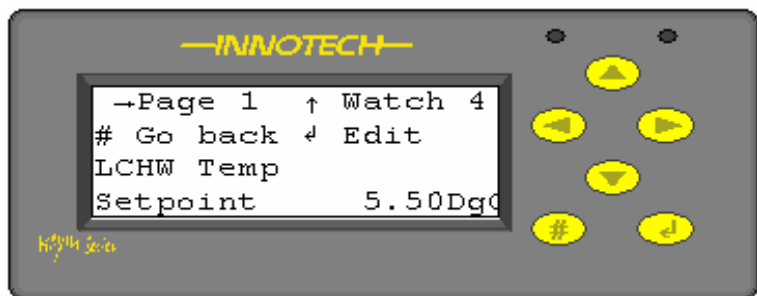 INNOTECH
→Page 1 ↑ Watch 4
# Go back ↲ Edit
LCHW Temp
Setpoint 5.50DgC
#